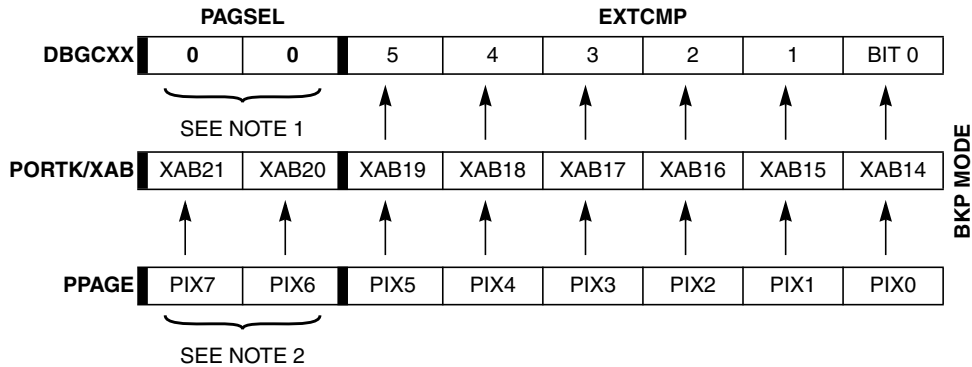 PAGSEL EXTCMP
DBGCXX 0 0 5 4 3 2 1 BIT 0
SEE NOTE 1
PORTK/XAB XAB21 XAB20 XAB19 XAB18 XAB17 XAB16 XAB15 XAB14
BKP MODE
PPAGE PIX7 PIX6 PIX5 PIX4 PIX3 PIX2 PIX1 PIX0
SEE NOTE 2